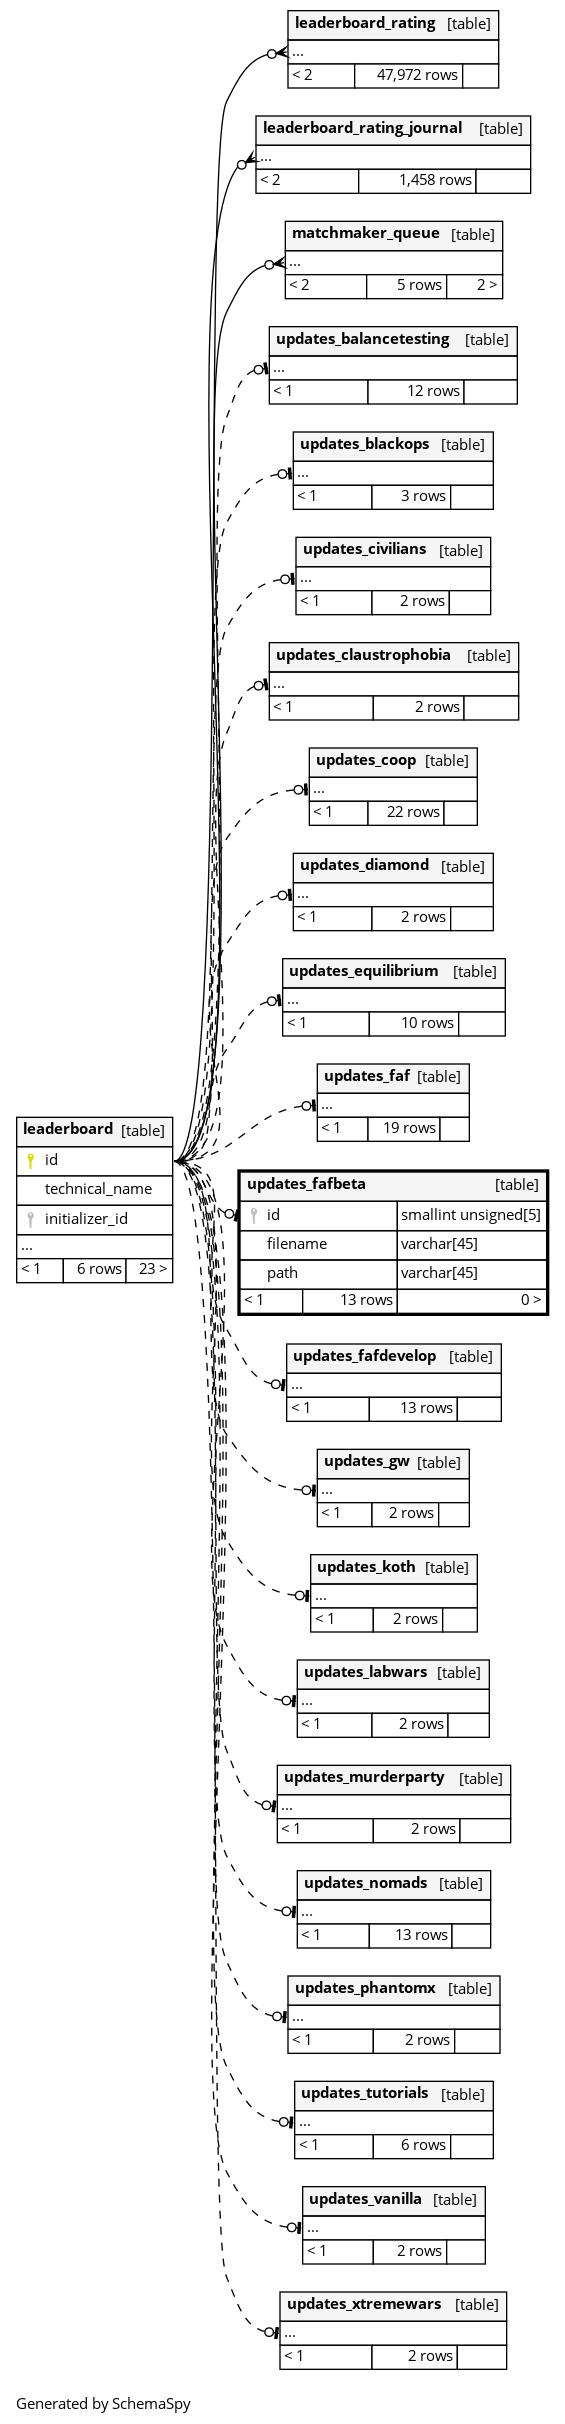 leaderboard_rating [table]
...
< 2 47,972 rows
leaderboard_rating_journal [table]
...
< 2 1,458 rows
matchmaker_queue [table]
...
< 2 5 rows 2 >
updates_balancetesting [table]
...
< 1 12 rows
updates_blackops [table]
...
< 1 3 rows
updates_civilians [table]
...
< 1 2 rows
updates_claustrophobia [table]
...
< 1 2 rows
updates_coop [table]
...
< 1 22 rows
updates_diamond [table]
...
< 1 2 rows
updates_equilibrium [table]
...
< 1 10 rows
updates_faf [table]
...
< 1 19 rows
leaderboard [table]
id
technical_name
initializer_id
...
< 1 6 rows 23 >
updates_fafbeta [table]
id smallint unsigned[5]
filename varchar[45]
path varchar[45]
< 1 13 rows 0 >
updates_fafdevelop [table]
...
< 1 13 rows
updates_gw [table]
...
< 1 2 rows
updates_koth [table]
...
< 1 2 rows
updates_labwars [table]
...
< 1 2 rows
updates_murderparty [table]
...
< 1 2 rows
updates_nomads [table]
...
< 1 13 rows
updates_phantomx [table]
...
< 1 2 rows
updates_tutorials [table]
...
< 1 6 rows
updates_vanilla [table]
...
< 1 2 rows
updates_xtremewars [table]
...
< 1 2 rows
Generated by SchemaSpy